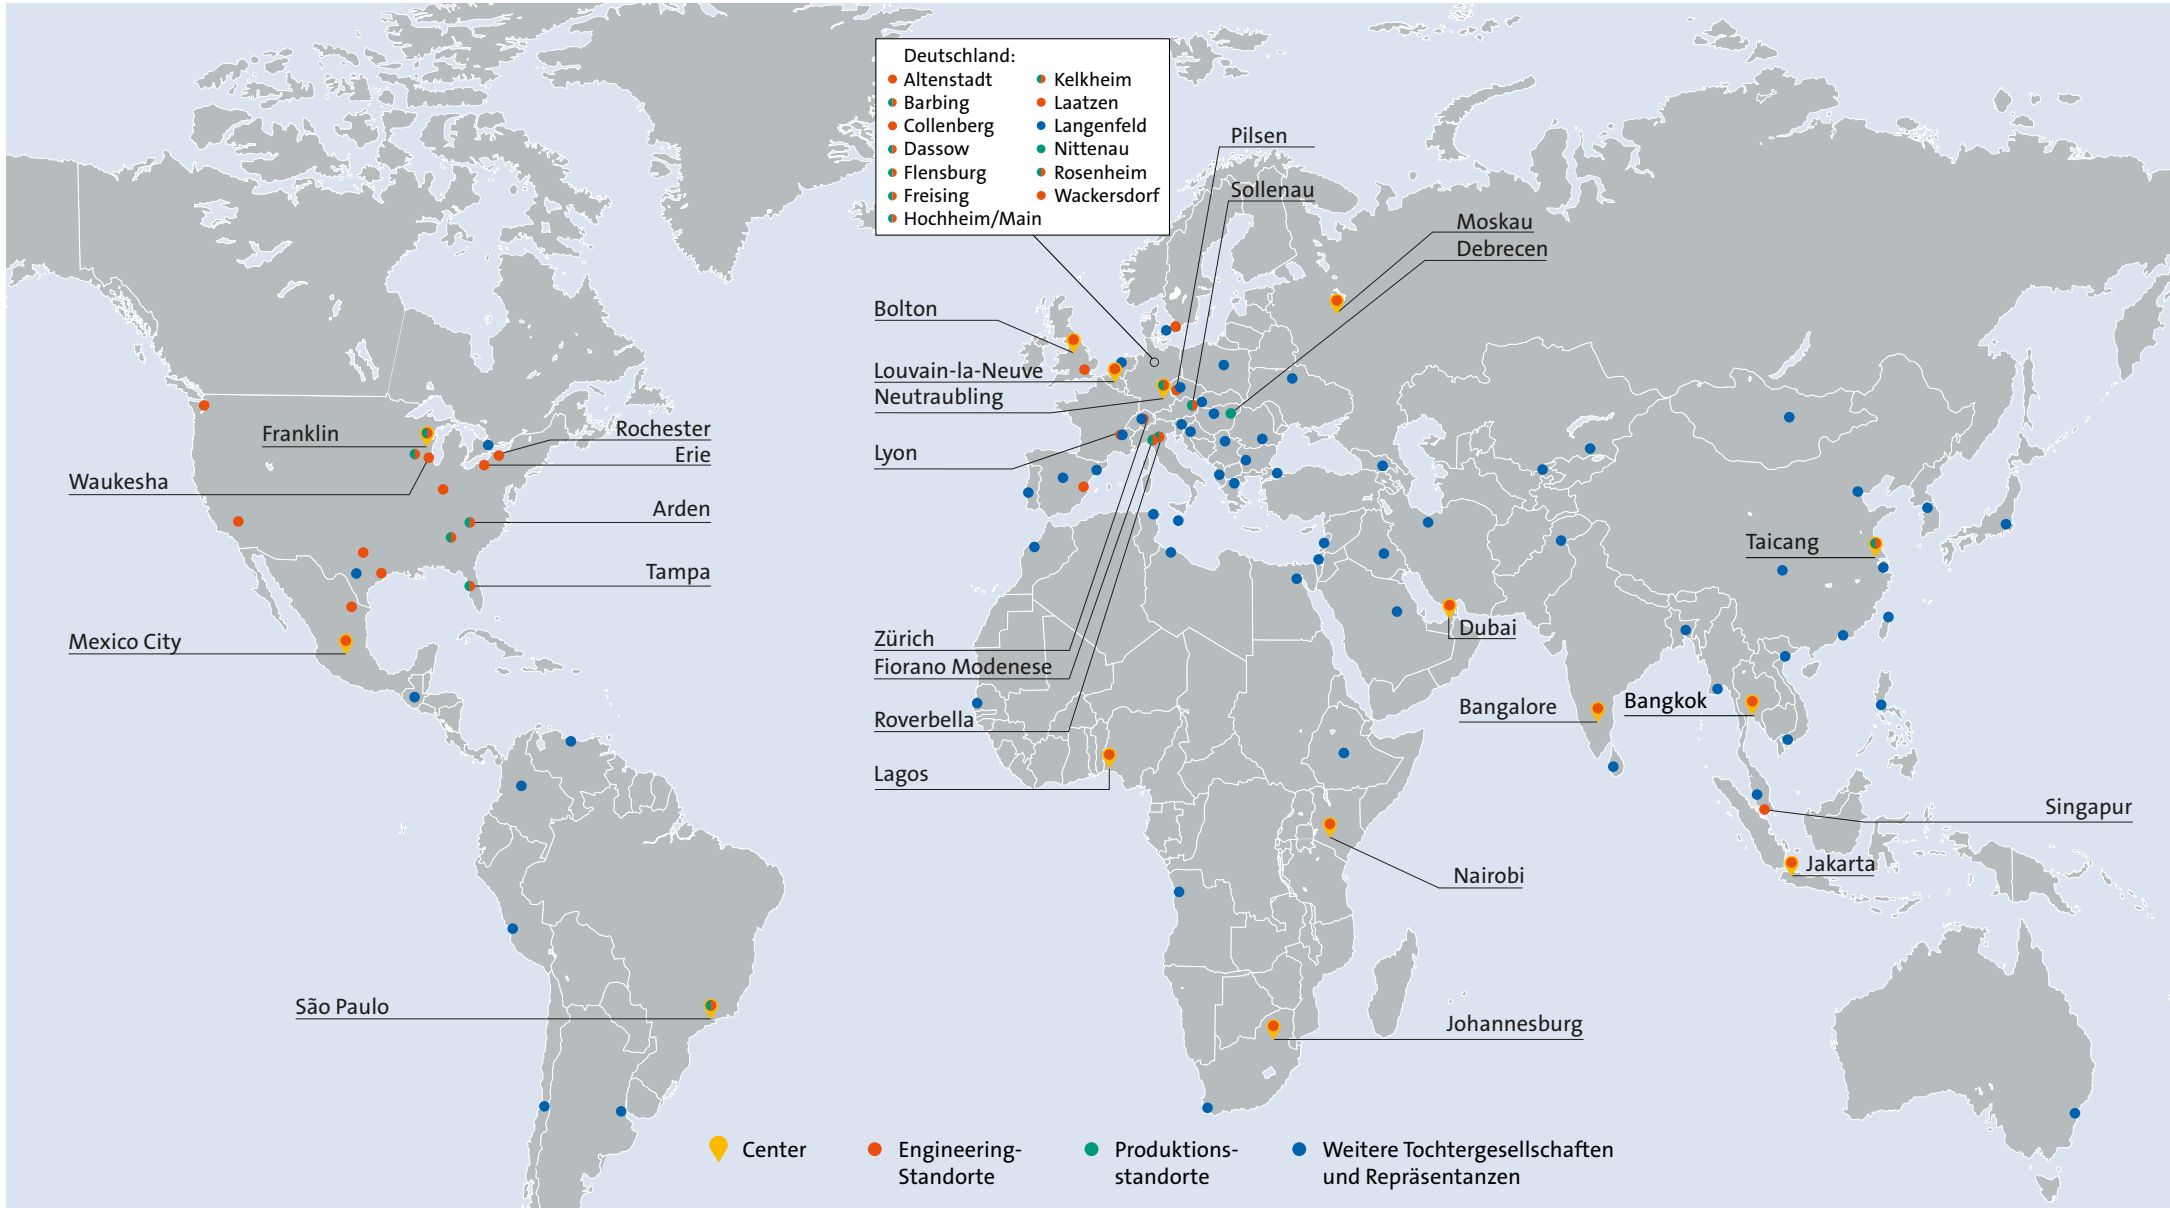 Deutschland:
Altenstadt
Barbing
Collenberg
Dassow
Flensburg
Freising
Hochheim/Main
Kelkheim
Laatzen
Langenfeld
Nittenau
Rosenheim
Wackersdorf
Pilsen
Sollenau
Moskau
Debrecen
Bolton
Louvain-la-Neuve
Neutraubling
Lyon
Franklin
Rochester
Erie
Waukesha
Arden
Tampa
Mexico City
Taicang
Zürich
Fiorano Modenese
Roverbella
Lagos
Dubai
Bangalore
Bangkok
Singapur
Jakarta
Nairobi
São Paulo
Johannesburg
Center
Engineering-
Standorte
Produktions-
standorte
Weitere Tochtergesellschaften
und Repräsentanzen